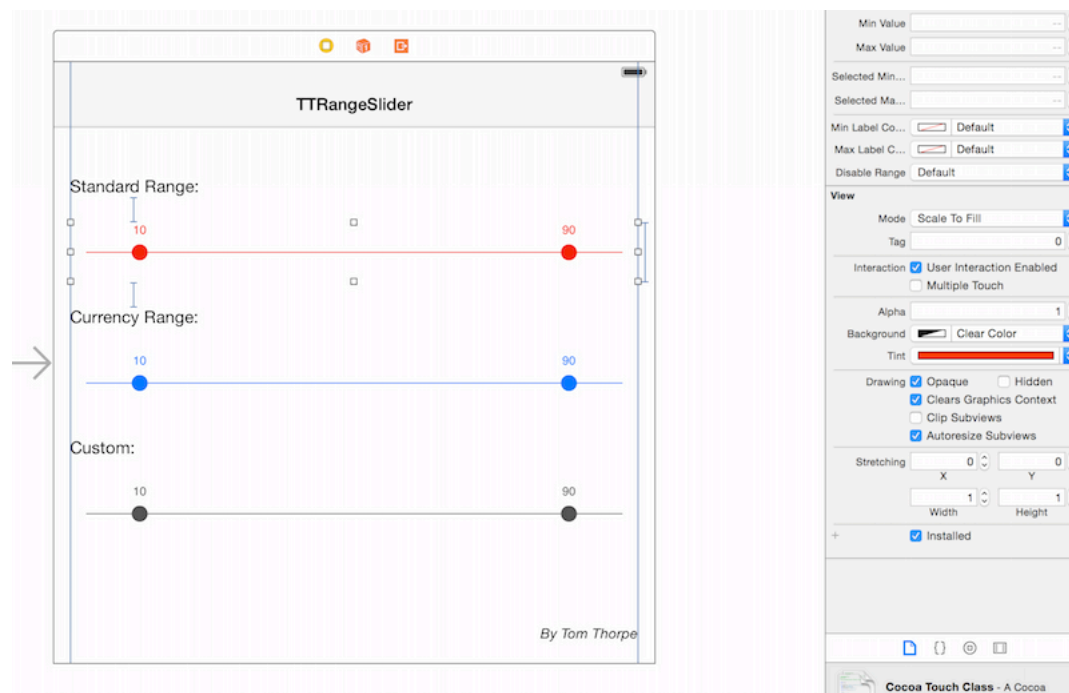 TTRangeSlider
Standard Range:
10 90
Currency Range:
10 90
Custom:
10 90
By Tom Thorpe
Min Value --
Max Value --
Selected Min... --
Selected Ma... --
Min Label Co... Default
Max Label C... Default
Disable Range Default
View
Mode Scale To Fill
Tag 0
Interaction User Interaction Enabled
Multiple Touch
Alpha 1
Background Clear Color
Tint
Drawing Opaque Hidden
Clears Graphics Context
Clip Subviews
Autoresize Subviews
Stretching 0 0
X Y
1 1
Width Height
+ Installed
{}
Cocoa Touch Class - A Cocoa